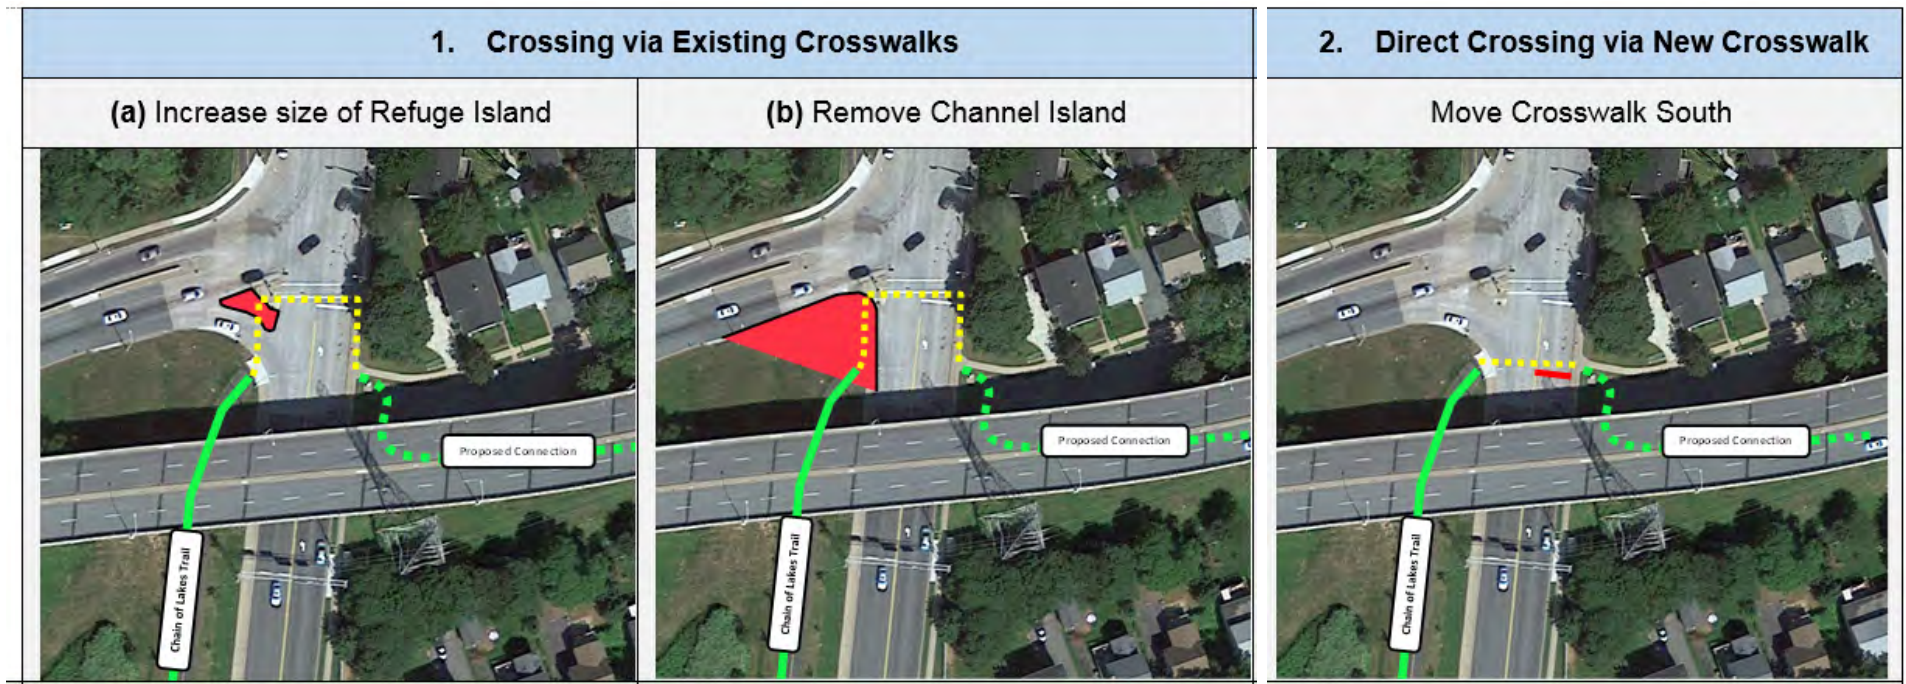 1. Crossing via Existing Crosswalks
2. Direct Crossing via New Crosswalk
(a) Increase size of Refuge Island
(b) Remove Channel Island
Move Crosswalk South
Proposed Connection
Chain of Lakes Trail
Proposed Connection
Chain of Lakes Trail
Proposed Connection
Chain of Lakes Trail